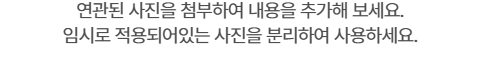 연관된 사진을 첨부하여 내용을 추가해 보세요.
임시로 적용되어있는 사진을 분리하여 사용하세요.